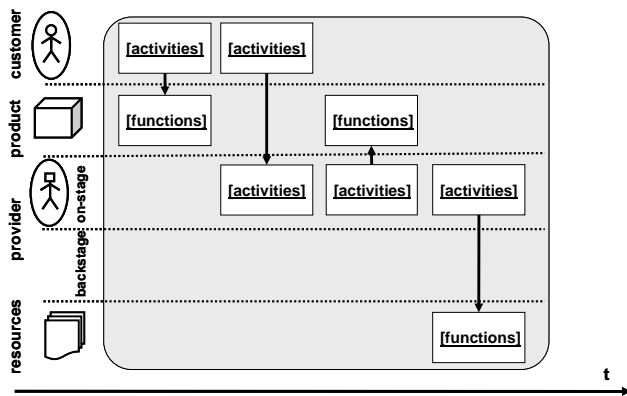 customer
[activities]
[activities]
product
[functions]
[functions]
provider
on-stage
[activities]
[activities]
[activities]
backstage
resources
[functions]
t